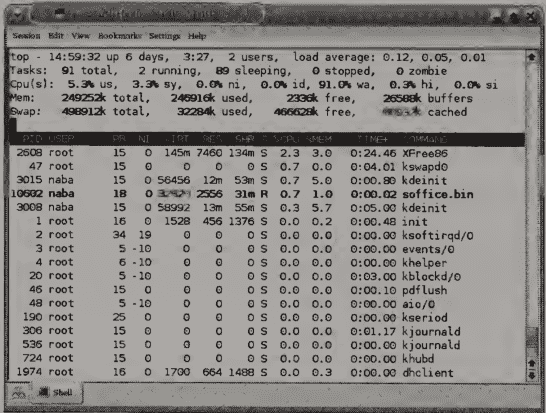 Session Edit View Bookmarks Settings Help
top - 14:59:32 up 6 days, 3:27, 2 users, load average: 0.12, 0.05, 0.01
Tasks: 91 total, 2 running, 89 sleeping, 0 stopped, 0 zombie
Cpu(s): 5.3% us, 3.3% sy, 0.0% ni, 0.0% id, 91.0% wa, 0.3% hi, 0.0% si
Mem: 249252k total, 246916k used, 2336k free, 26588k buffers
Swap: 498912k total, 32284k used, 466628k free, cached
PID USER PR NI VIRT RES SHR S %CPU %MEM TIME+ COMMAND
2608 root 15 0 145m 7460 134m S 2.3 3.0 0:24.46 XFree86
47 root 15 0 0 0 0 S 0.7 0.0 0:04.01 kswapd0
3015 naba 15 0 56456 12m 53m S 0.7 5.0 0:00.80 kdeinit
10602 naba 18 0 2556 31m R 0.7 1.0 0:00.02 soffice.bin
3008 naba 15 0 58992 13m 55m S 0.3 5.7 0:05.00 kdeinit
1 root 16 0 1528 456 1376 S 0.0 0.2 0:00.48 init
2 root 34 19 0 0 0 S 0.0 0.0 0:00.00 ksoftirqd/0
3 root 5 -10 0 0 0 S 0.0 0.0 0:00.00 events/0
4 root 6 -10 0 0 0 S 0.0 0.0 0:00.00 khelper
20 root 5 -10 0 0 0 S 0.0 0.0 0:03.00 kblockd/0
46 root 15 0 0 0 0 S 0.0 0.0 0:00.10 pdflush
48 root 5 -10 0 0 0 S 0.0 0.0 0:00.00 aio/0
190 root 25 0 0 0 0 S 0.0 0.0 0:00.00 kseriod
306 root 15 0 0 0 0 S 0.0 0.0 0:01.17 kjournald
536 root 15 0 0 0 0 S 0.0 0.0 0:00.00 kjournald
724 root 15 0 0 0 0 S 0.0 0.0 0:00.00 khubd
1974 root 16 0 1700 664 1488 S 0.0 0.3 0:00.00 dhclient
Shell